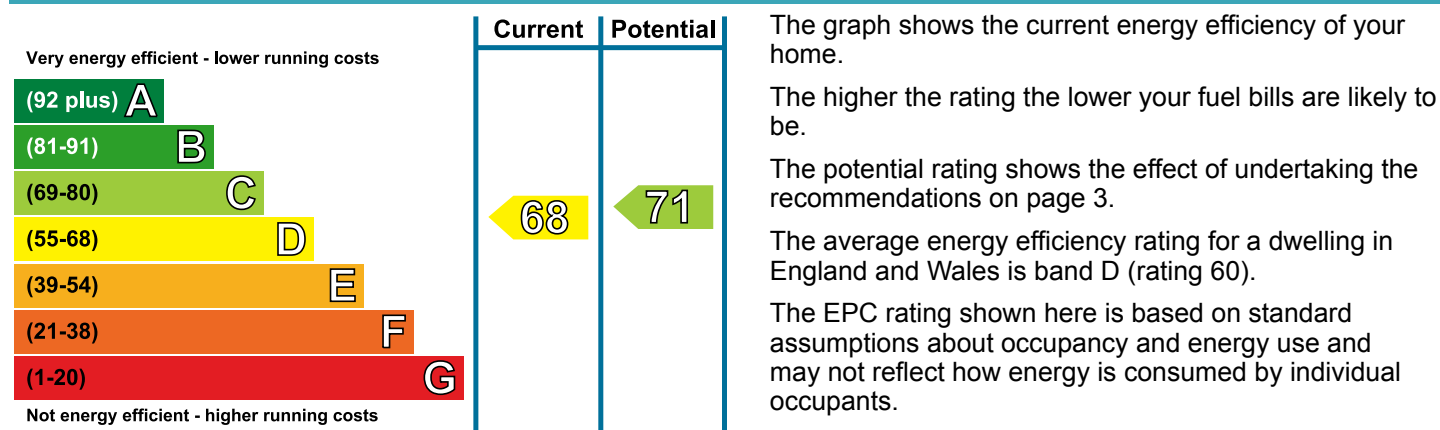 Current Potential
Very energy efficient - lower running costs
(92 plus) A
(81-91) B
(69-80) C
(55-68) D
(39-54) E
(21-38) F
(1-20) G
Not energy efficient - higher running costs
68
71
The graph shows the current energy efficiency of your
home.
The higher the rating the lower your fuel bills are likely to
be.
The potential rating shows the effect of undertaking the
recommendations on page 3.
The average energy efficiency rating for a dwelling in
England and Wales is band D (rating 60).
The EPC rating shown here is based on standard
assumptions about occupancy and energy use and
may not reflect how energy is consumed by individual
occupants.